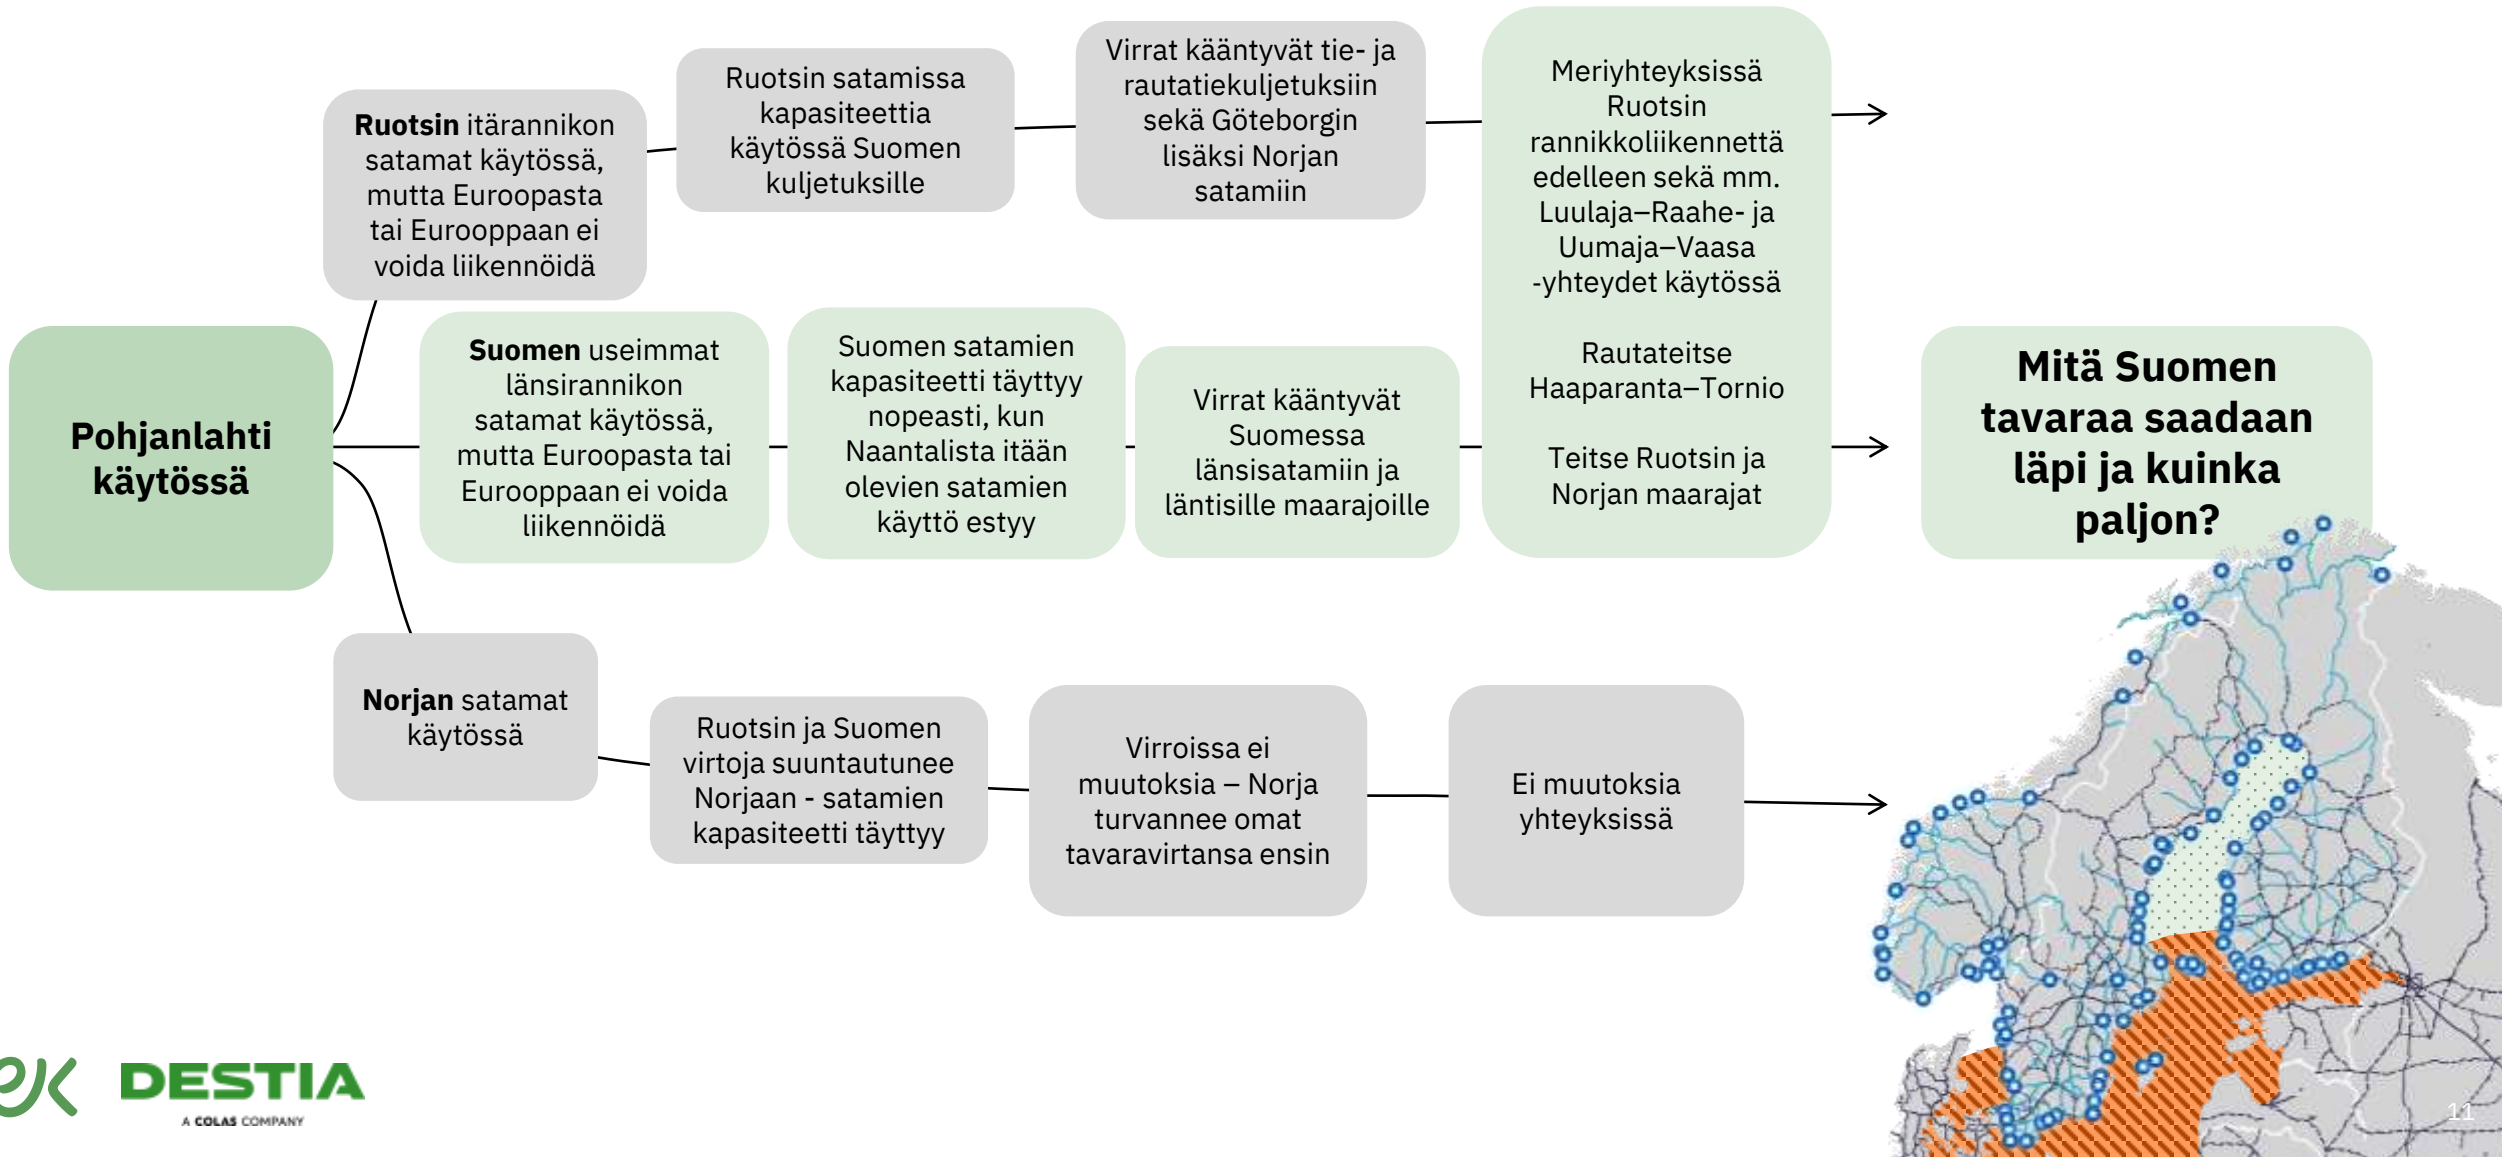 Pohjanlahti
käytössä
Ruotsin itärannikon
satamat käytössä,
mutta Euroopasta
tai Eurooppaan ei
voida liikennöidä
Ruotsin satamissa
kapasiteettia
käytössä Suomen
kuljetuksille
Virrat kääntyvät tie- ja
rautatiekuljetuksiin
sekä Göteborgin
lisäksi Norjan
satamiin
Meriyhteyksissä
Ruotsin
rannikkoliikennettä
edelleen sekä mm.
Luulaja–Raahe- ja
Uumaja–Vaasa
-yhteydet käytössä
Rautateitse
Haaparanta–Tornio
Teitse Ruotsin ja
Norjan maarajat
Suomen useimmat
länsirannikon
satamat käytössä,
mutta Euroopasta tai
Eurooppaan ei voida
liikennöidä
Suomen satamien
kapasiteetti täyttyy
nopeasti, kun
Naantalista itään
olevien satamien
käyttö estyy
Virrat kääntyvät
Suomessa
länsisatamiin ja
läntisille maarajoille
Mitä Suomen
tavaraa saadaan
läpi ja kuinka
paljon?
Norjan satamat
käytössä
Ruotsin ja Suomen
virtoja suuntautunee
Norjaan - satamien
kapasiteetti täyttyy
Virroissa ei
muutoksia – Norja
turvannee omat
tavaravirtansa ensin
Ei muutoksia
yhteyksissä
ek
DESTIA
A COLAS COMPANY
11